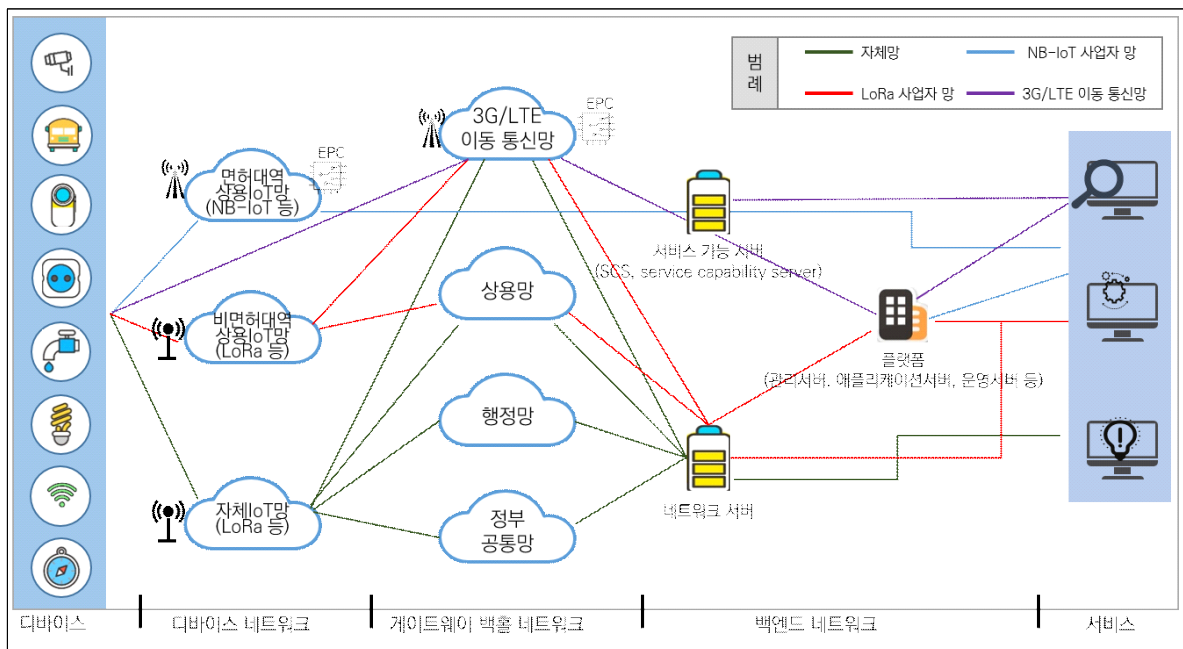 범
례
자체망
NB-IoT 사업자 망
LoRa 사업자 망
3G/LTE 이동 통신망
3G/LTE
이동 통신망
EPC
EPC
면허대역
상용IoT망
(NB-IoT 등)
서비스 기능 서버
(SCS, service capability server)
상용망
비면허대역
상용IoT망
(LoRa 등)
플랫폼
(관리서버, 애플리케이션서버, 운영서버 등)
행정망
네트워크 서버
자체IoT망
(LoRa 등)
정부
공통망
디바이스
디바이스 네트워크
게이트웨이 백홀 네트워크
백엔드 네트워크
서비스